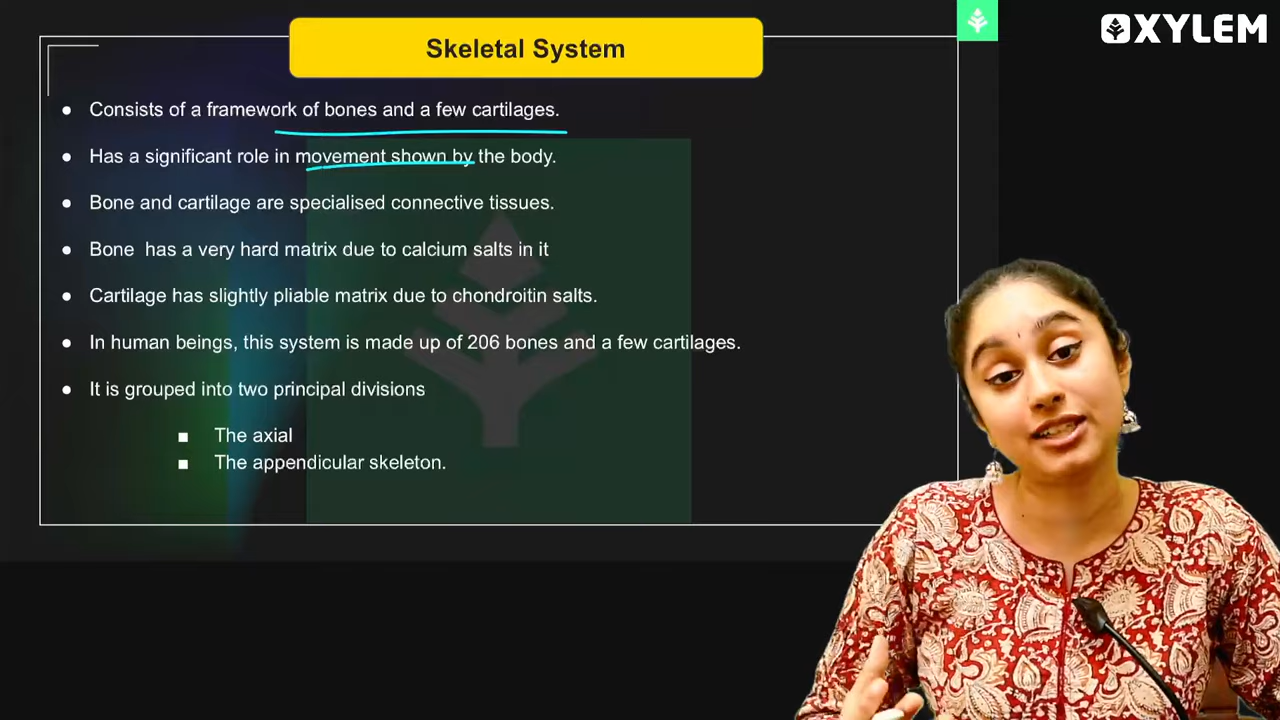 Skeletal System
XYLEM
● Consists of a framework of bones and a few cartilages.
● Has a significant role in movement shown by the body.
● Bone and cartilage are specialised connective tissues.
● Bone  has a very hard matrix due to calcium salts in it
● Cartilage has slightly pliable matrix due to chondroitin salts.
● In human beings, this system is made up of 206 bones and a few cartilages.
● It is grouped into two principal divisions
■ The axial
■ The appendicular skeleton.